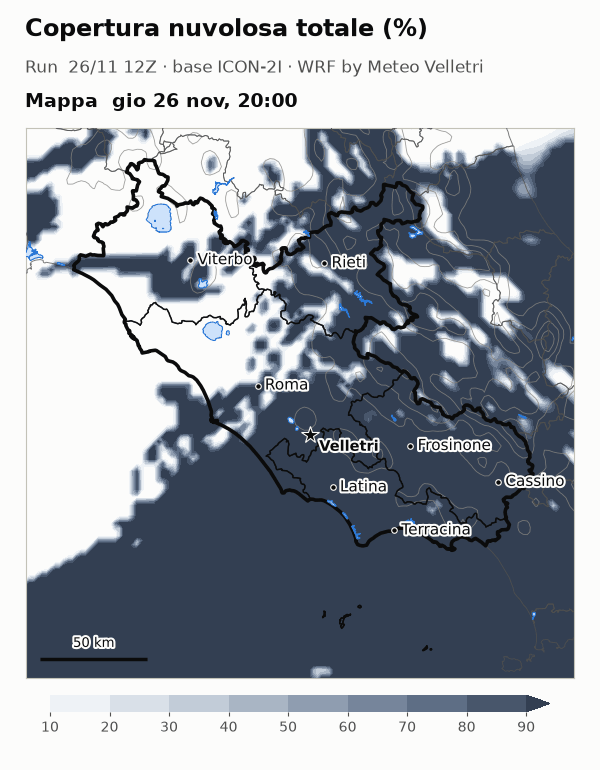 Copertura nuvolosa totale (%)
Run  26/11 12Z · base ICON-2I · WRF by Meteo Velletri
Mappa  gio 26 nov, 20:00
Viterbo
Rieti
Roma
Velletri
Frosinone
Cassino
Latina
Terracina
50 km
10 20 30 40 50 60 70 80 90